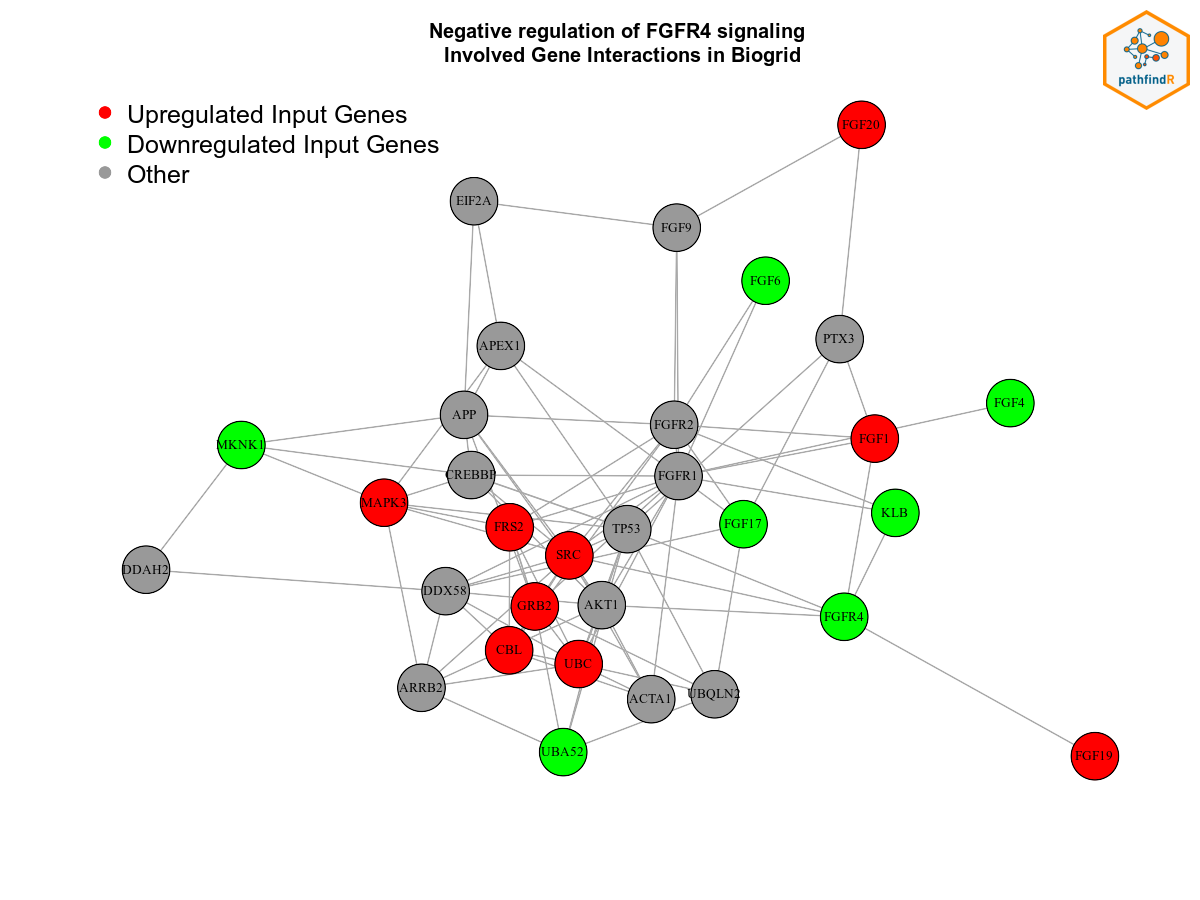 Negative regulation of FGFR4 signaling
Involved Gene Interactions in Biogrid
pathfindR
Upregulated Input Genes
Downregulated Input Genes
Other
FGF20
EIF2A
FGF9
FGF6
PTX3
APEX1
FGF4
APP
FGFR2
FGF1
MKNK1
CREBBP
FGFR1
MAPK3
KLB
FRS2
TP53
FGF17
SRC
DDAH2
DDX58
GRB2
AKT1
FGFR4
CBL
UBC
ARRB2
ACTA1
UBQLN2
UBA52
FGF19